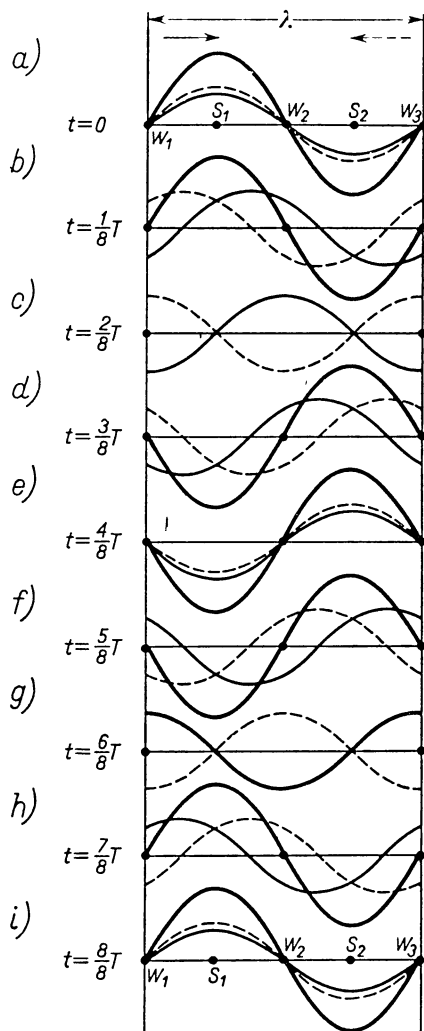 λ
a)
t=0
W₁ S₁ W₂ S₂ W₃
b)
t=1/8T
c)
t=2/8T
d)
t=3/8T
e)
t=4/8T
f)
t=5/8T
g)
t=6/8T
h)
t=7/8T
i)
t=8/8T
W₁ S₁ W₂ S₂ W₃